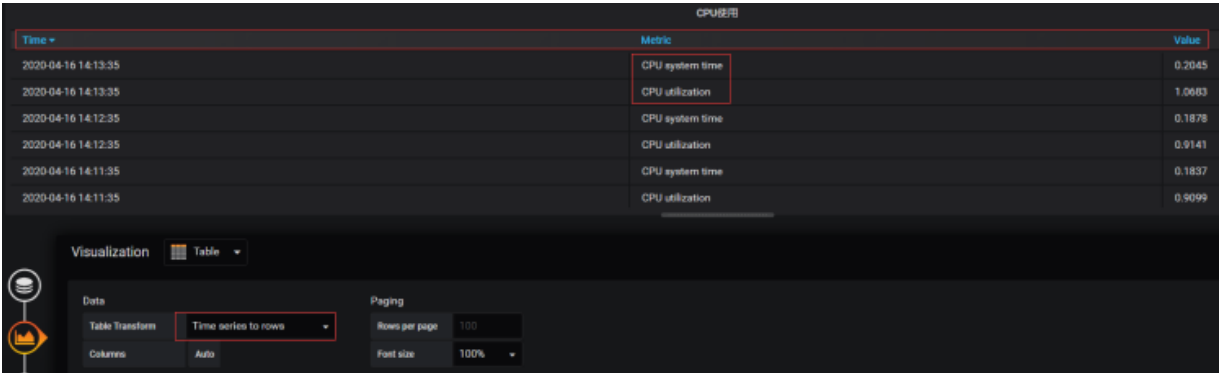 CPU使用
Time Metric Value
2020-04-16 14:13:35 CPU system time 0.2045
2020-04-16 14:13:35 CPU utilization 1.0683
2020-04-16 14:12:35 CPU system time 0.1878
2020-04-16 14:12:35 CPU utilization 0.9141
2020-04-16 14:11:35 CPU system time 0.1837
2020-04-16 14:11:35 CPU utilization 0.9099
Visualization Table
Data Paging
Table Transform Time series to rows Rows per page 100
Columns Auto Font size 100%